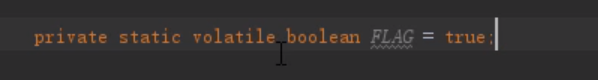 private static volatile boolean FLAG = true;